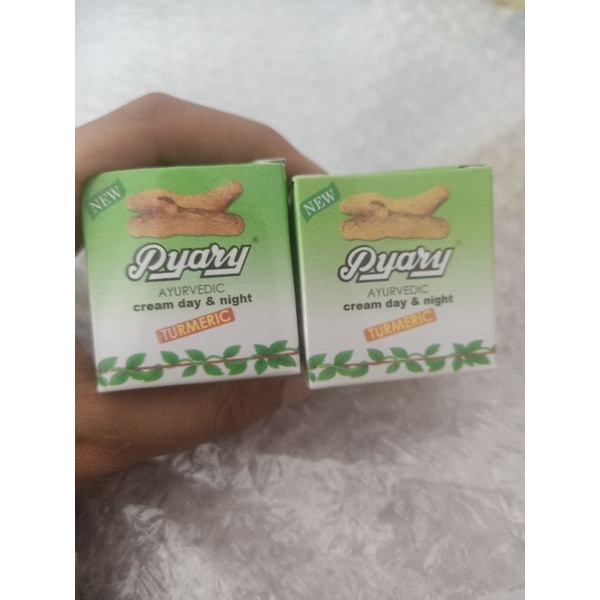 NEW
Pyary®
AYURVEDIC
cream day & night
TURMERIC
NEW
Pyary®
AYURVEDIC
cream day & night
TURMERIC